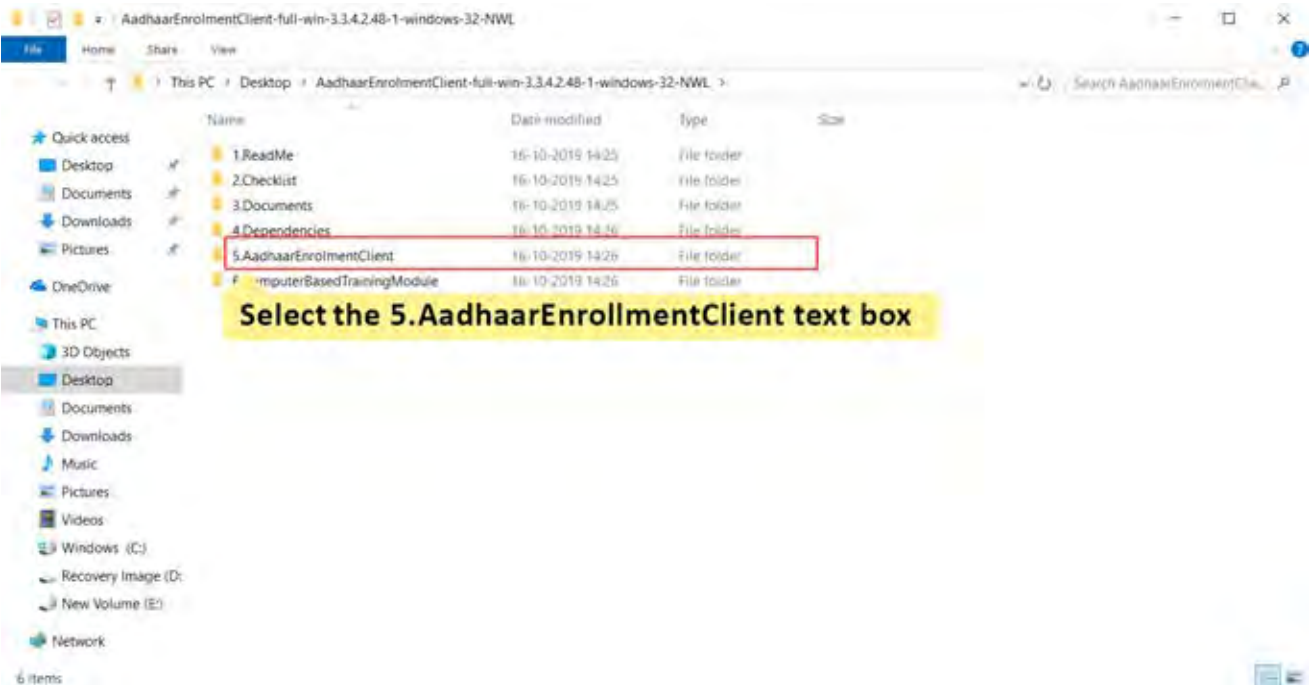 AadhaarEnrolmentClient-full-win-3.3.4.2.48-1-windows-32-NWL
File Home Share View
This PC › Desktop › AadhaarEnrolmentClient-full-win-3.3.4.2.48-1-windows-32-NWL ›
Search AadhaarEnrolmentClie...
Name Date modified Type Size
Quick access
Desktop
Documents
Downloads
Pictures
OneDrive
This PC
3D Objects
Desktop
Documents
Downloads
Music
Pictures
Videos
Windows (C:)
Recovery Image (D:
New Volume (E:)
Network
1.ReadMe 16-10-2019 14:25 File folder
2.Checklist 16-10-2019 14:25 File folder
3.Documents 16-10-2019 14:25 File folder
4.Dependencies 16-10-2019 14:26 File folder
5.AadhaarEnrolmentClient 16-10-2019 14:26 File folder
mputerBasedTrainingModule 16-10-2019 14:26 File folder
Select the 5.AadhaarEnrollmentClient text box
6 items